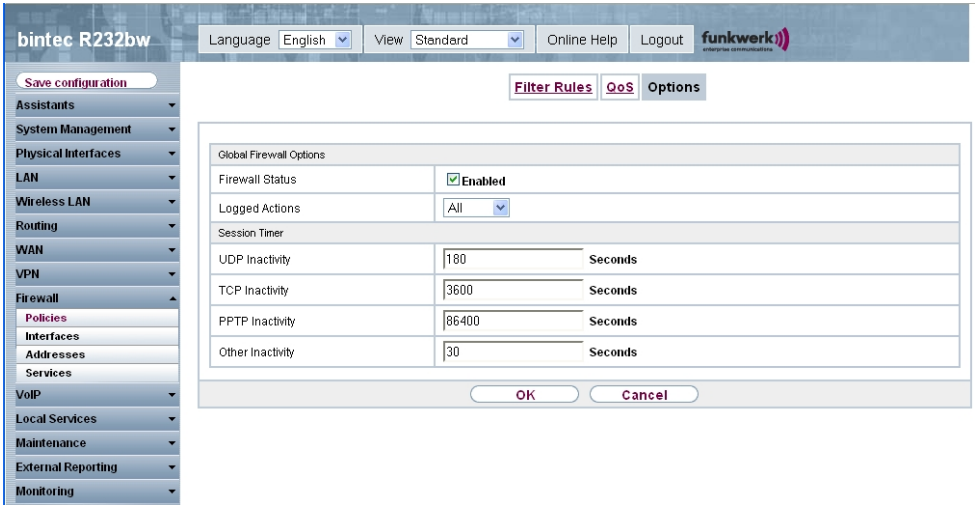 bintec R232bw
Language English View Standard Online Help Logout funkwerk
enterprise communications
Save configuration
Assistants
System Management
Physical Interfaces
LAN
Wireless LAN
Routing
WAN
VPN
Firewall
Policies
Interfaces
Addresses
Services
VoIP
Local Services
Maintenance
External Reporting
Monitoring
Filter Rules QoS Options
Global Firewall Options
Firewall Status Enabled
Logged Actions All
Session Timer
UDP Inactivity 180 Seconds
TCP Inactivity 3600 Seconds
PPTP Inactivity 86400 Seconds
Other Inactivity 30 Seconds
OK Cancel